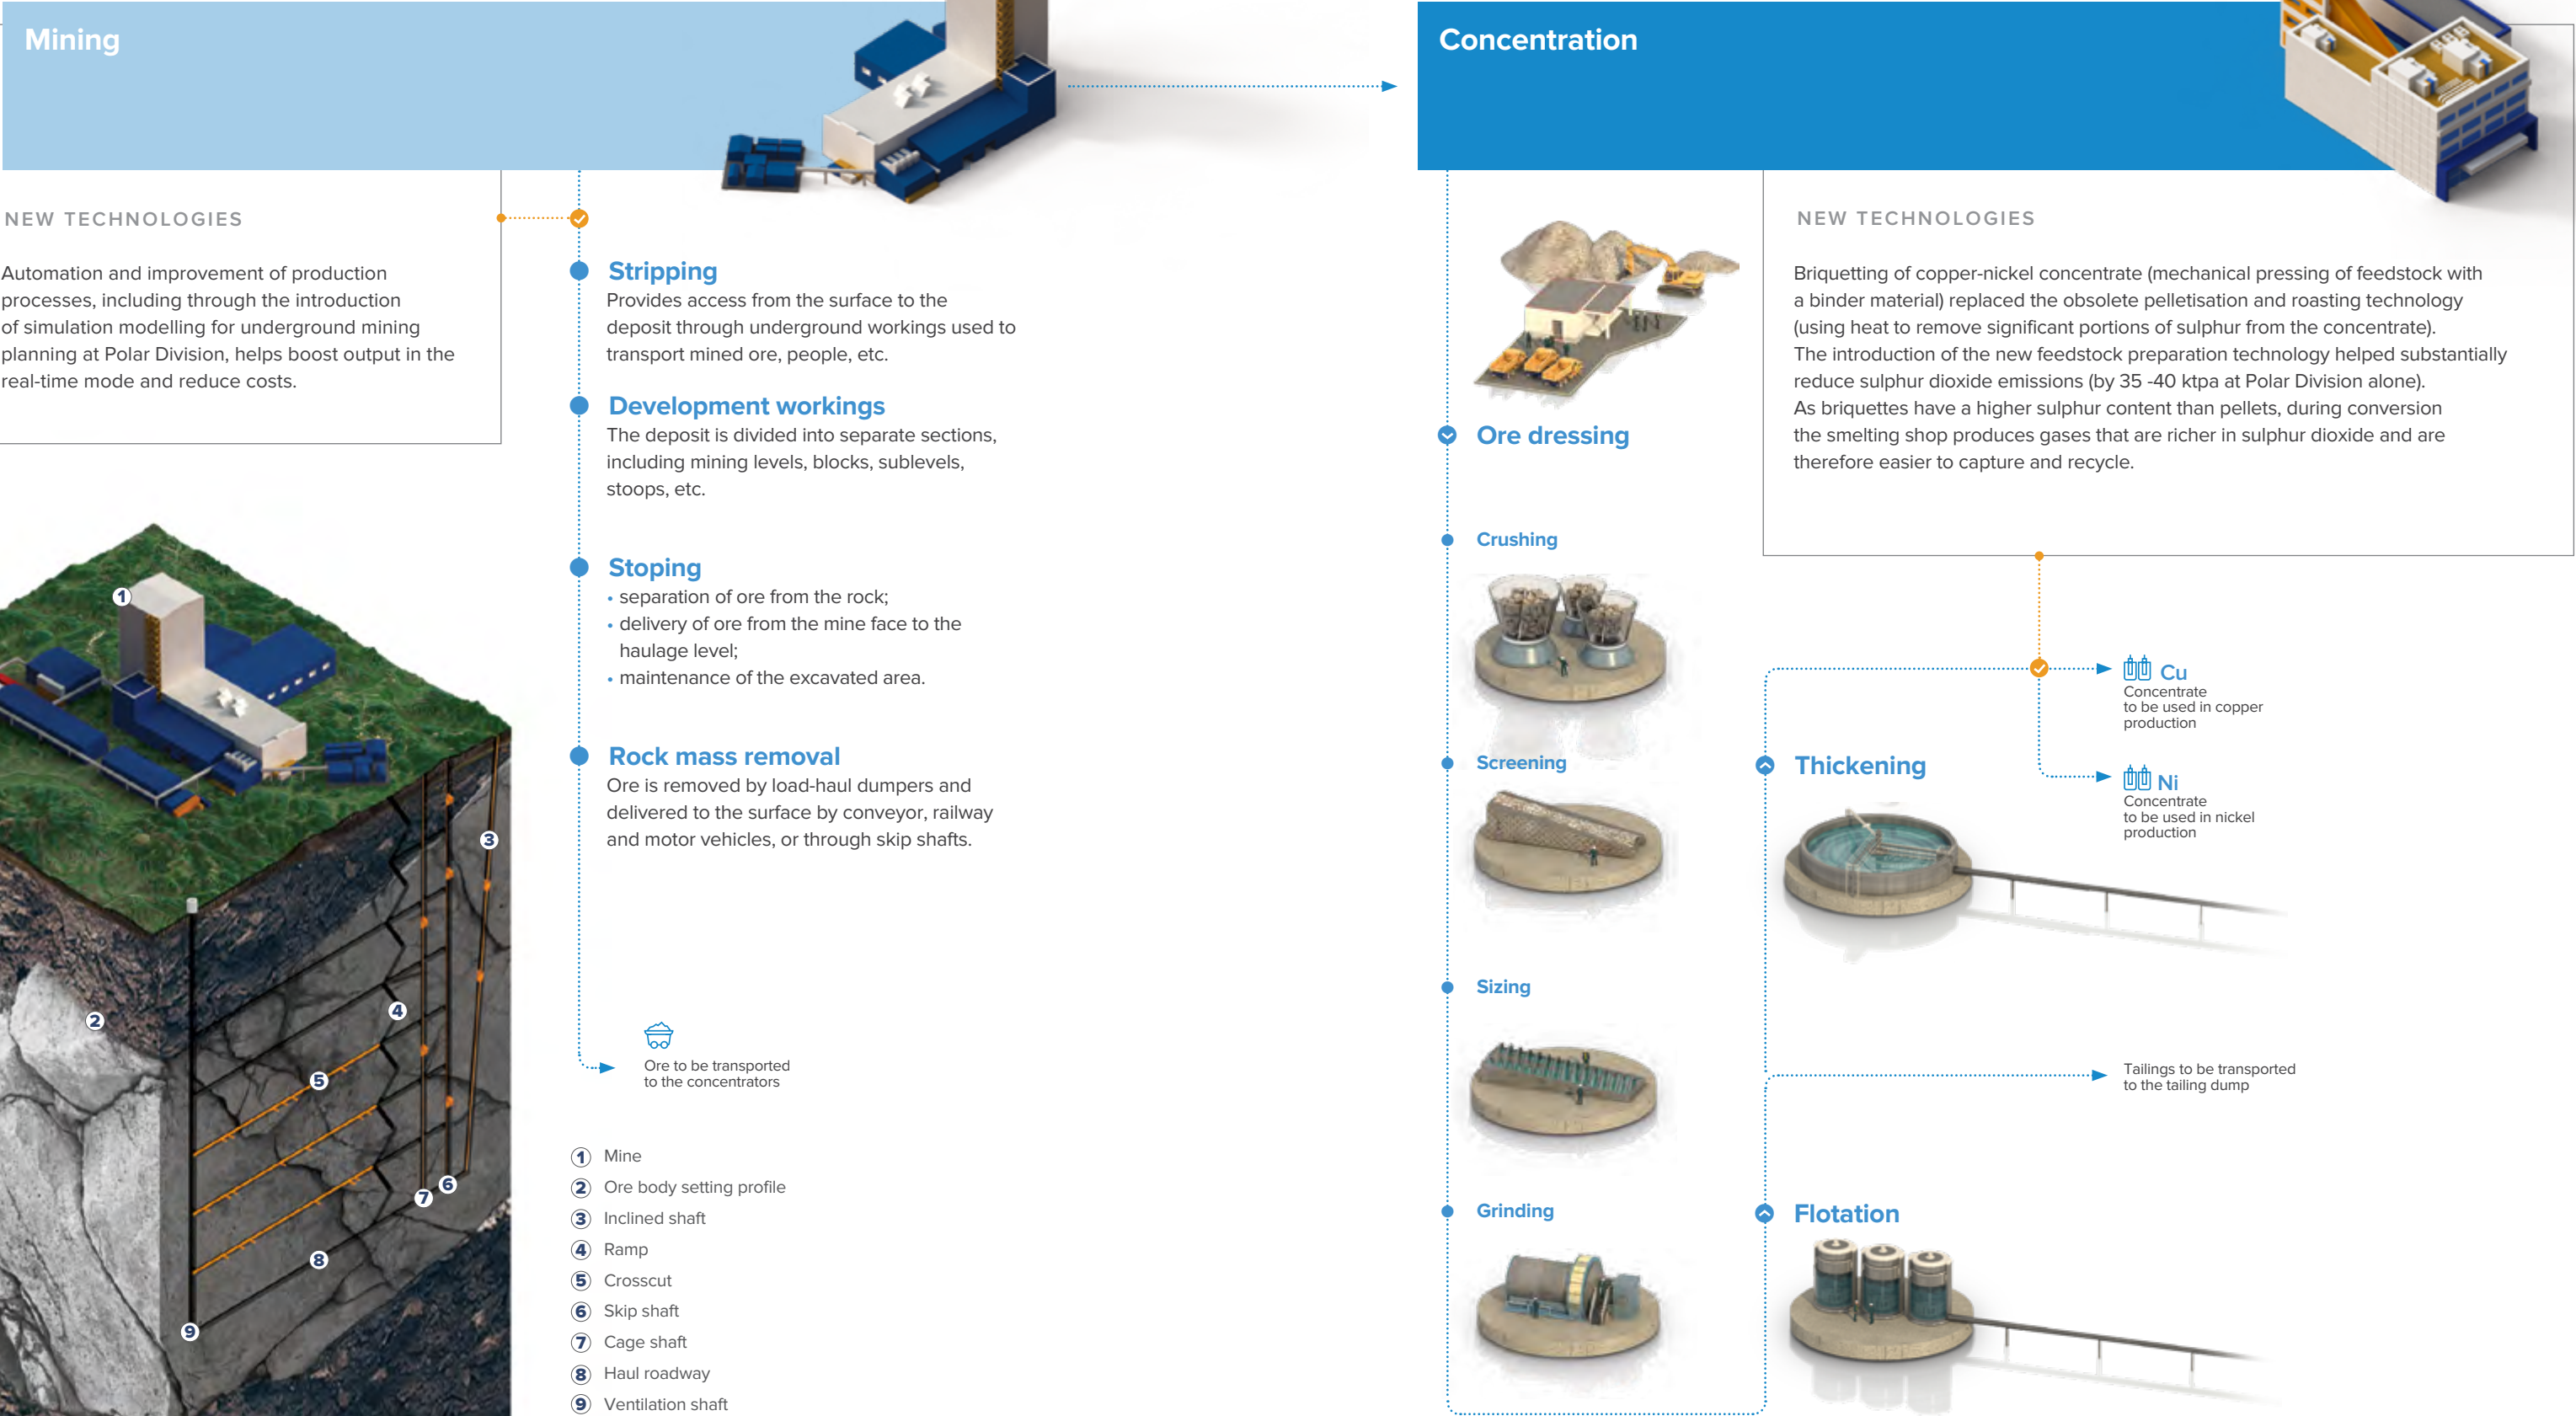 Mining
NEW TECHNOLOGIES
Automation and improvement of production
processes, including through the introduction
of simulation modelling for underground mining
planning at Polar Division, helps boost output in the
real-time mode and reduce costs.
Stripping
Provides access from the surface to the
deposit through underground workings used to
transport mined ore, people, etc.
Development workings
The deposit is divided into separate sections,
including mining levels, blocks, sublevels,
stoops, etc.
Stoping
• separation of ore from the rock;
• delivery of ore from the mine face to the
haulage level;
• maintenance of the excavated area.
Rock mass removal
Ore is removed by load-haul dumpers and
delivered to the surface by conveyor, railway
and motor vehicles, or through skip shafts.
Ore to be transported
to the concentrators
1
2
3
4
5
6
7
8
9
1 Mine
2 Ore body setting profile
3 Inclined shaft
4 Ramp
5 Crosscut
6 Skip shaft
7 Cage shaft
8 Haul roadway
9 Ventilation shaft
Concentration
Ore dressing
Crushing
Screening
Sizing
Grinding
NEW TECHNOLOGIES
Briquetting of copper-nickel concentrate (mechanical pressing of feedstock with
a binder material) replaced the obsolete pelletisation and roasting technology
(using heat to remove significant portions of sulphur from the concentrate).
The introduction of the new feedstock preparation technology helped substantially
reduce sulphur dioxide emissions (by 35 -40 ktpa at Polar Division alone).
As briquettes have a higher sulphur content than pellets, during conversion
the smelting shop produces gases that are richer in sulphur dioxide and are
therefore easier to capture and recycle.
Cu
Concentrate
to be used in copper
production
Ni
Concentrate
to be used in nickel
production
Thickening
Tailings to be transported
to the tailing dump
Flotation